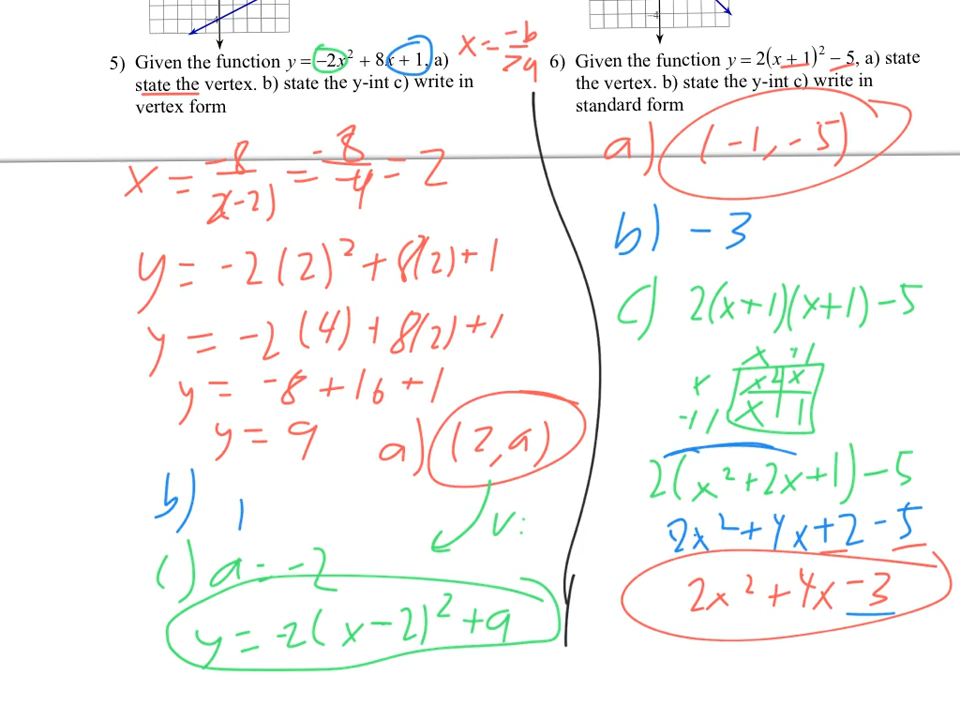 5) Given the function y = −2x² + 8x + 1, a)
state the vertex. b) state the y-int c) write in
vertex form
x = -b/2a
x = -8/2(-2) = -8/-4 = 2
y = -2(2)² + 8(2) + 1
y = -2(4) + 8(2) + 1
y = -8 + 16 + 1
y = 9
a) (2,9)
b) 1
V:
c) a = -2
y = -2(x-2)² + 9
6) Given the function y = 2(x + 1)² − 5, a) state
the vertex. b) state the y-int c) write in
standard form
a) (-1,-5)
b) -3
c) 2(x+1)(x+1) - 5
x +1
x x² x
+1 x 1
2(x² + 2x + 1) - 5
2x² + 4x + 2 - 5
2x² + 4x - 3